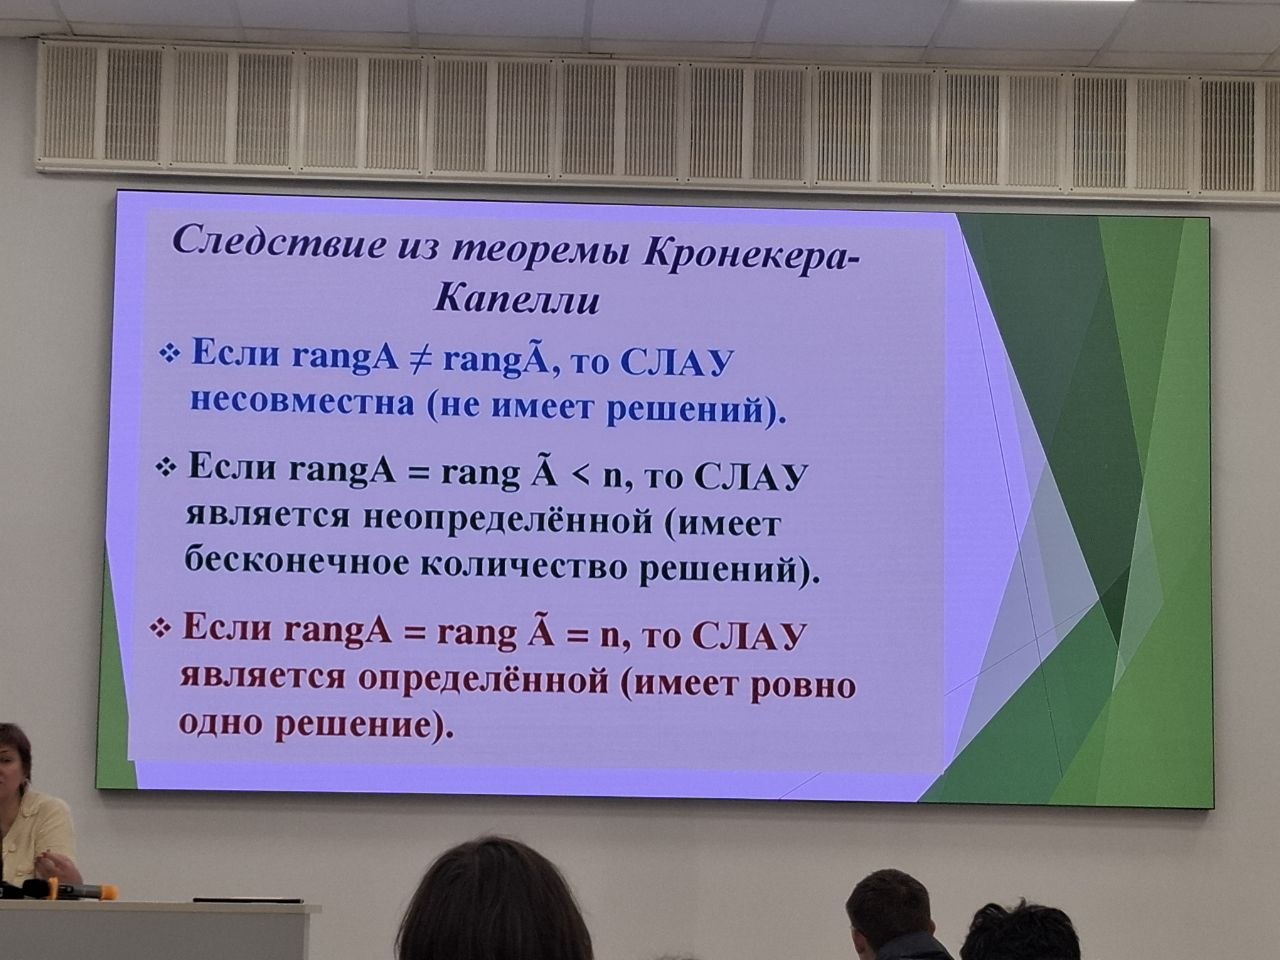 Следствие из теоремы Кронекера-
Капелли
❖ Если rangA ≠ rangÃ, то СЛАУ
несовместна (не имеет решений).
❖ Если rangA = rang Ã < n, то СЛАУ
является неопределённой (имеет
бесконечное количество решений).
❖ Если rangA = rang Ã = n, то СЛАУ
является определённой (имеет ровно
одно решение).